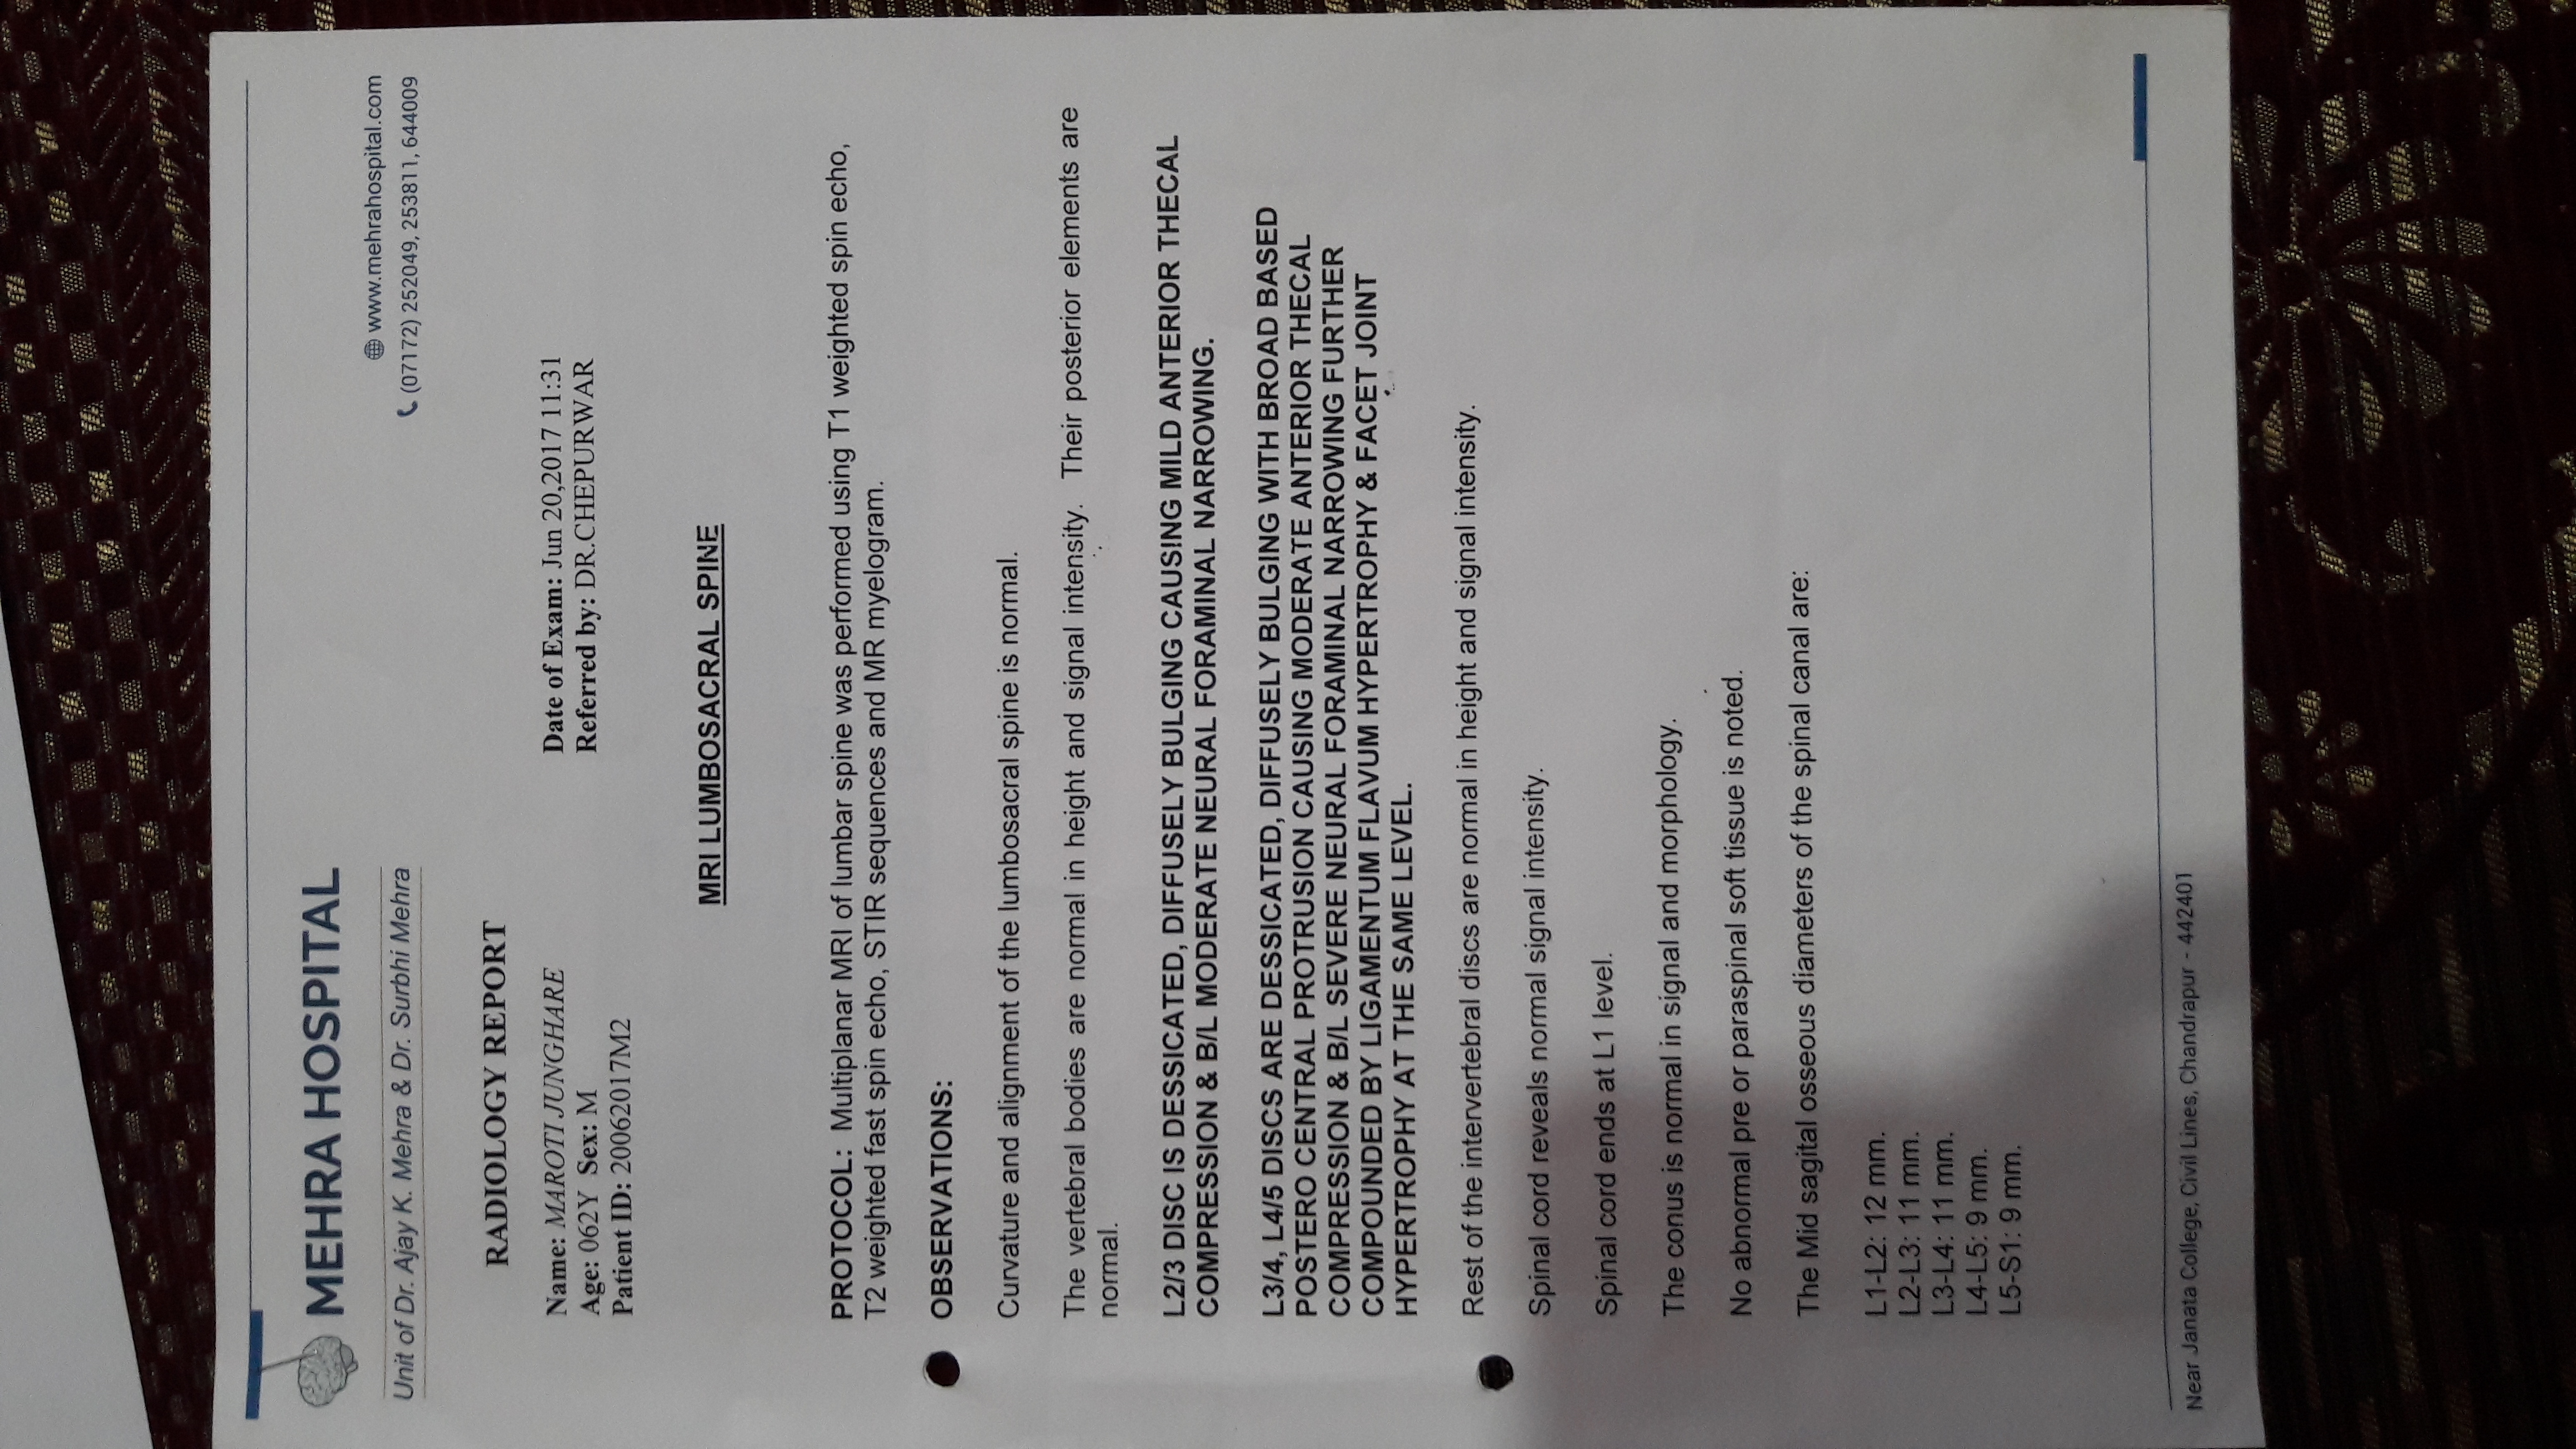 MEHRA HOSPITAL
Unit of Dr. Ajay K. Mehra & Dr. Surbhi Mehra
www.mehrahospital.com
(07172) 252049, 253811, 644009
RADIOLOGY REPORT
Name: MAROTI JUNGHARE
Age: 062Y Sex: M
Patient ID: 20062017M2
Date of Exam: Jun 20,2017 11:31
Referred by: DR.CHEPURWAR
MRI LUMBOSACRAL SPINE
PROTOCOL: Multiplanar MRI of lumbar spine was performed using T1 weighted spin echo,
T2 weighted fast spin echo, STIR sequences and MR myelogram.
OBSERVATIONS:
Curvature and alignment of the lumbosacral spine is normal.
The vertebral bodies are normal in height and signal intensity. Their posterior elements are
normal.
L2/3 DISC IS DESSICATED, DIFFUSELY BULGING CAUSING MILD ANTERIOR THECAL
COMPRESSION & B/L MODERATE NEURAL FORAMINAL NARROWING.
L3/4, L4/5 DISCS ARE DESSICATED, DIFFUSELY BULGING WITH BROAD BASED
POSTERO CENTRAL PROTRUSION CAUSING MODERATE ANTERIOR THECAL
COMPRESSION & B/L SEVERE NEURAL FORAMINAL NARROWING FURTHER
COMPOUNDED BY LIGAMENTUM FLAVUM HYPERTROPHY & FACET JOINT
HYPERTROPHY AT THE SAME LEVEL.
Rest of the intervertebral discs are normal in height and signal intensity.
Spinal cord reveals normal signal intensity.
Spinal cord ends at L1 level.
The conus is normal in signal and morphology.
No abnormal pre or paraspinal soft tissue is noted.
The Mid sagital osseous diameters of the spinal canal are:
L1-L2: 12 mm.
L2-L3: 11 mm.
L3-L4: 11 mm.
L4-L5: 9 mm.
L5-S1: 9 mm.
Near Janata College, Civil Lines, Chandrapur - 442401